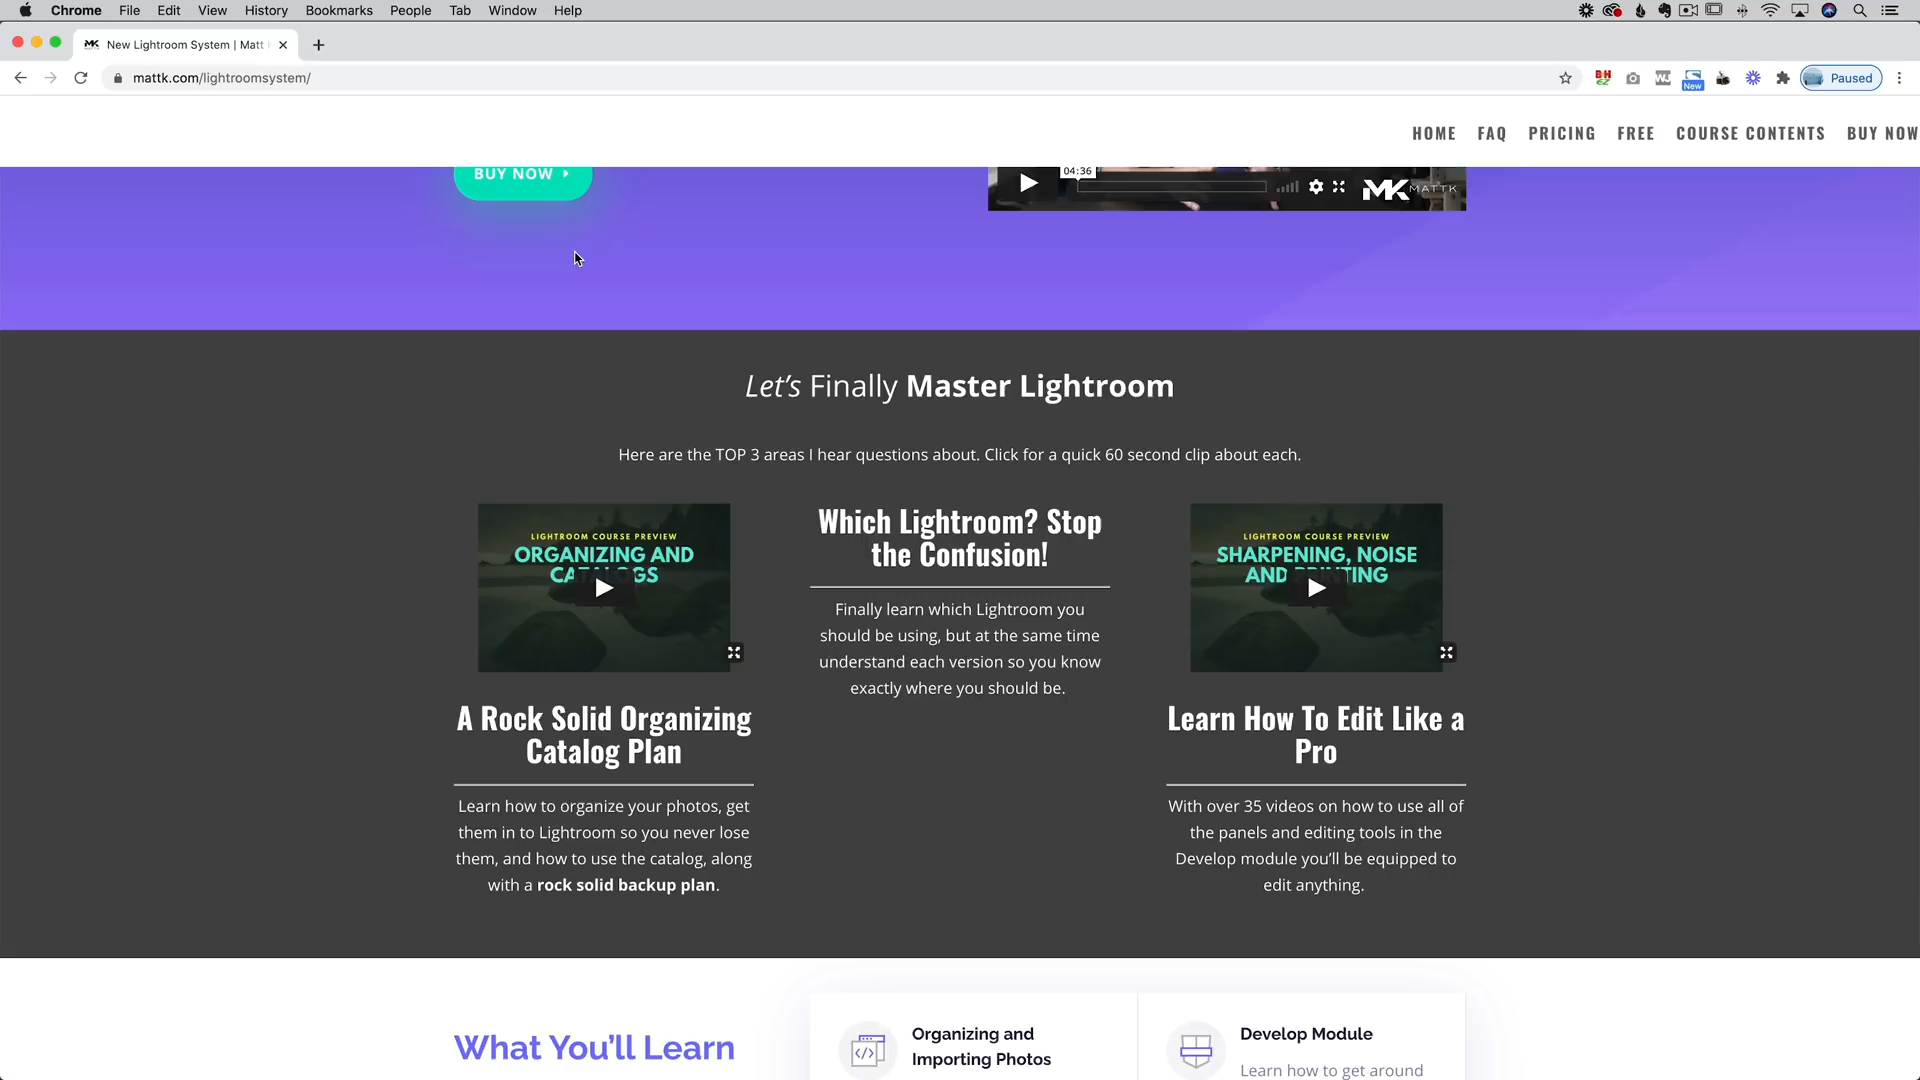 Chrome File Edit View History Bookmarks People Tab Window Help
New Lightroom System | Matt
mattk.com/lightroomsystem/
BH
EZ
New
Paused
HOME FAQ PRICING FREE COURSE CONTENTS BUY NOW
BUY NOW
04:36
MK MATTK
Let’s Finally Master Lightroom
Here are the TOP 3 areas I hear questions about. Click for a quick 60 second clip about each.
LIGHTROOM COURSE PREVIEW
ORGANIZING AND
A Rock Solid Organizing
Catalog Plan
Learn how to organize your photos, get
them in to Lightroom so you never lose
them, and how to use the catalog, along
with a rock solid backup plan.
Which Lightroom? Stop
the Confusion!
Finally learn which Lightroom you
should be using, but at the same time
understand each version so you know
exactly where you should be.
LIGHTROOM COURSE PREVIEW
SHARPENING, NOISE
AND PRINTING
Learn How To Edit Like a
Pro
With over 35 videos on how to use all of
the panels and editing tools in the
Develop module you’ll be equipped to
edit anything.
What You’ll Learn
Organizing and
Importing Photos
Develop Module
Learn how to get around